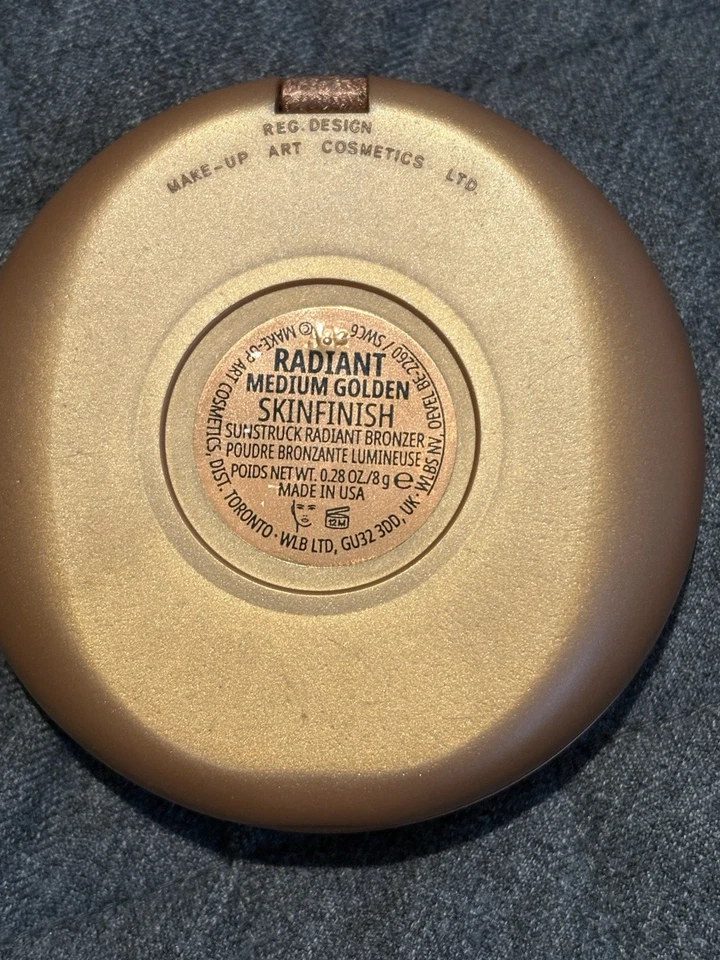 REG. DESIGN
MAKE-UP ART COSMETICS LTD.
RADIANT
MEDIUM GOLDEN
SKINFINISH
SUNSTRUCK RADIANT BRONZER
POUDRE BRONZANTE LUMINEUSE
POIDS NET WT. 0.28 OZ./8 g ℮
MADE IN USA
12M
© MAKE-UP ART COSMETICS, DIST. TORONTO · WLB LTD, GU32 3DD, UK · WLBS NV, OEVEL BE-2260 / SWC6